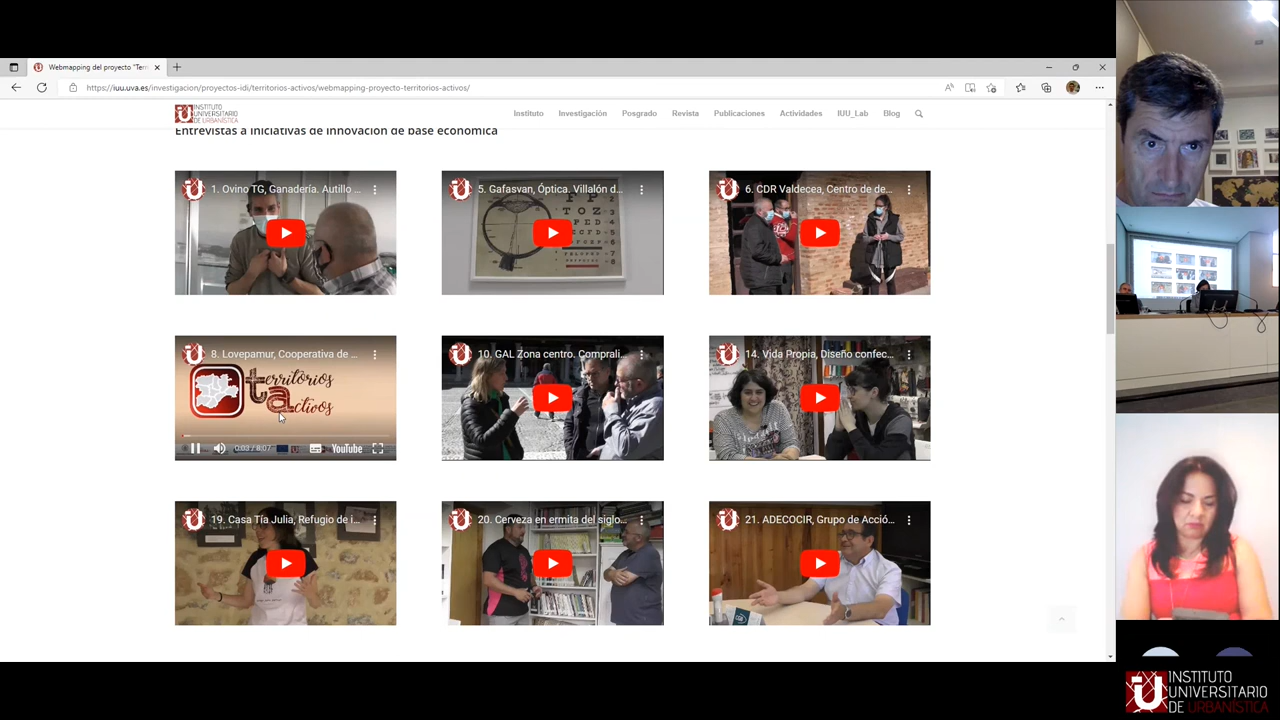 Webmapping del proyecto "Terr
https://iuu.uva.es/investigacion/proyectos-idi/territorios-activos/webmapping-proyecto-territorios-activos/
INSTITUTO
UNIVERSITARIO
DE URBANÍSTICA
Instituto Investigación Posgrado Revista Publicaciones Actividades IUU_Lab Blog
Entrevistas a iniciativas de innovación de base económica
1. Ovino TG, Ganadería. Autillo ...
5. Gafasvan, Óptica. Villalón d...
6. CDR Valdecea, Centro de de...
8. Lovepamur, Cooperativa de ...
territorios
activos
0:03 / 8:07
YouTube
10. GAL Zona centro. Comprali...
14. Vida Propia, Diseño confec...
19. Casa Tía Julia, Refugio de i...
20. Cerveza en ermita del siglo...
21. ADECOCIR, Grupo de Acció...
INSTITUTO
UNIVERSITARIO
DE URBANÍSTICA